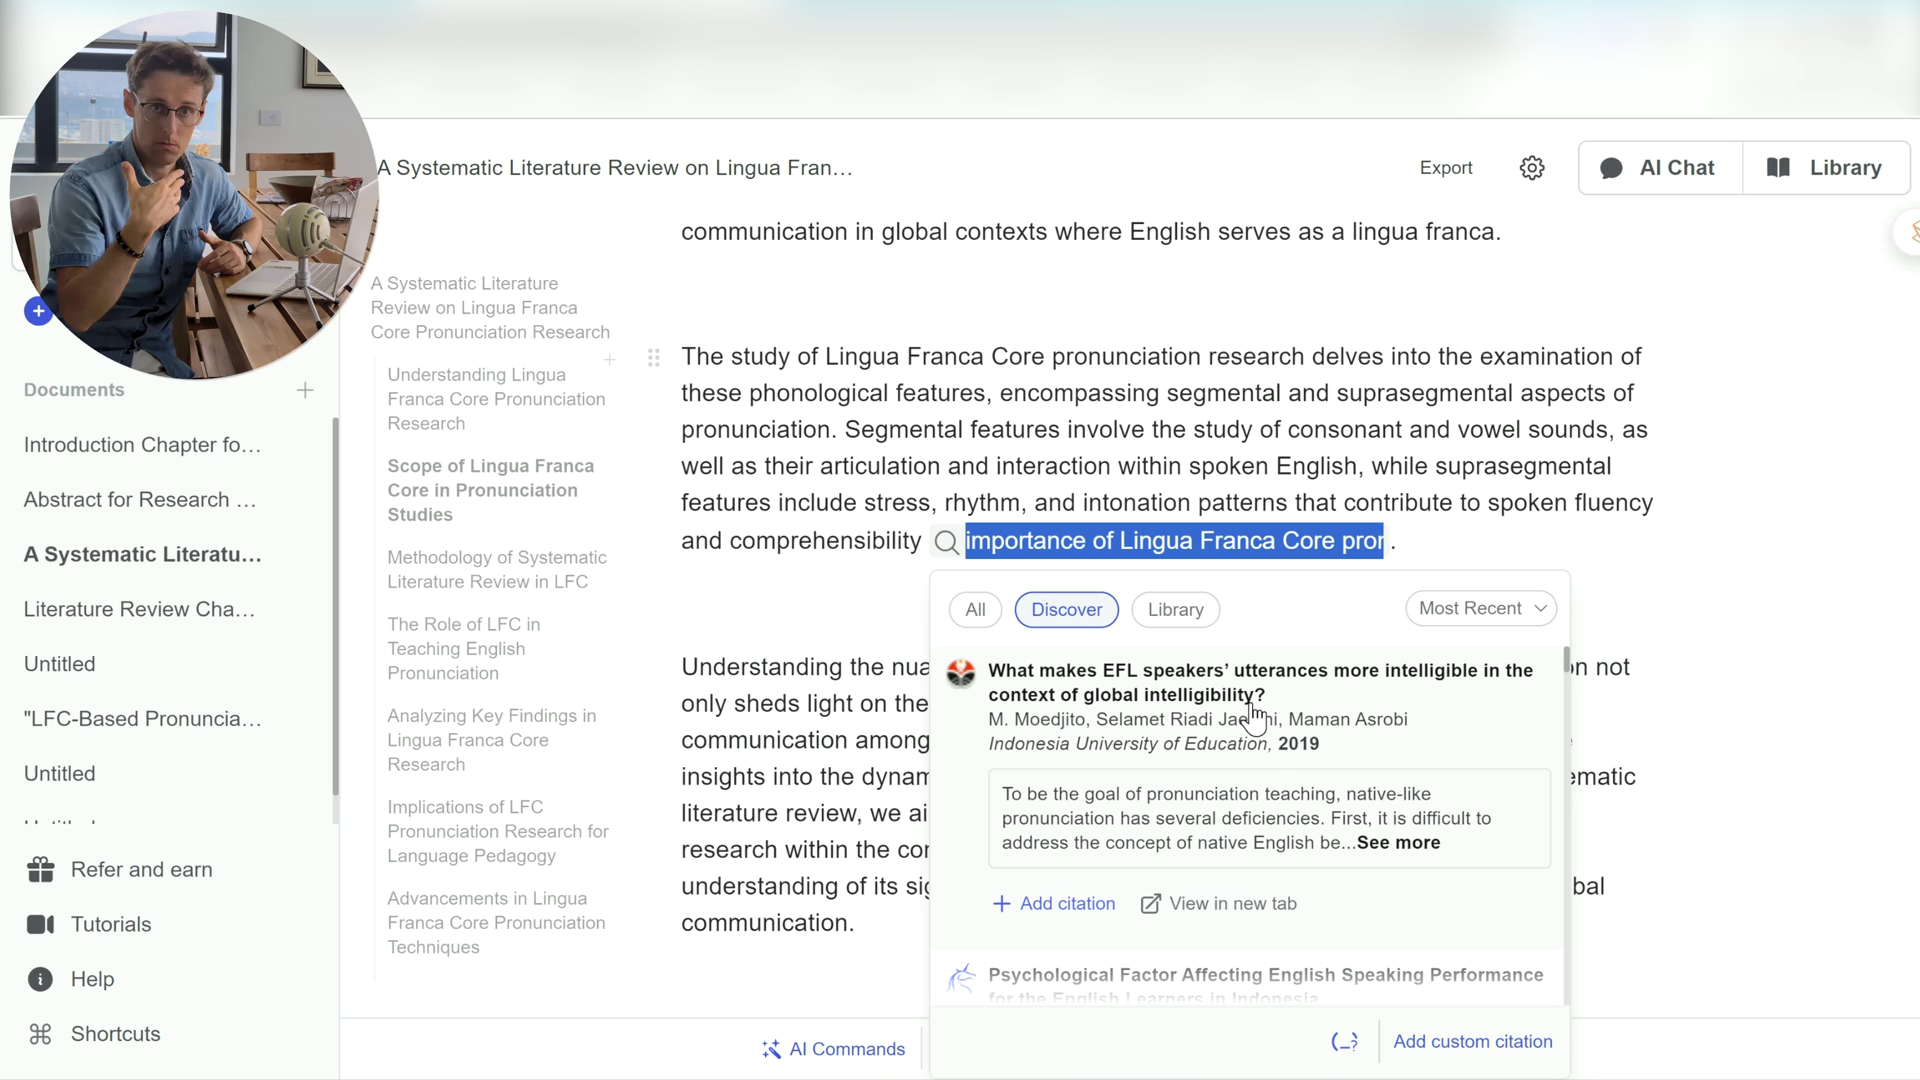 A Systematic Literature Review on Lingua Fran...
Export
AI Chat
Library
communication in global contexts where English serves as a lingua franca.
A Systematic Literature
Review on Lingua Franca
Core Pronunciation Research
Understanding Lingua
Franca Core Pronunciation
Research
Scope of Lingua Franca
Core in Pronunciation
Studies
Methodology of Systematic
Literature Review in LFC
The Role of LFC in
Teaching English
Pronunciation
Analyzing Key Findings in
Lingua Franca Core
Research
Implications of LFC
Pronunciation Research for
Language Pedagogy
Advancements in Lingua
Franca Core Pronunciation
Techniques
Documents
Introduction Chapter fo...
Abstract for Research ...
A Systematic Literatu...
Literature Review Cha...
Untitled
"LFC-Based Pronuncia...
Untitled
Refer and earn
Tutorials
Help
Shortcuts
The study of Lingua Franca Core pronunciation research delves into the examination of
these phonological features, encompassing segmental and suprasegmental aspects of
pronunciation. Segmental features involve the study of consonant and vowel sounds, as
well as their articulation and interaction within spoken English, while suprasegmental
features include stress, rhythm, and intonation patterns that contribute to spoken fluency
and comprehensibility importance of Lingua Franca Core pror .
Understanding the nua n not
only sheds light on the
communication among
insights into the dynam ematic
literature review, we ai
research within the cor
understanding of its sig bal
communication.
All
Discover
Library
Most Recent
What makes EFL speakers' utterances more intelligible in the
context of global intelligibility?
M. Moedjito, Selamet Riadi Ja hi, Maman Asrobi
Indonesia University of Education, 2019
To be the goal of pronunciation teaching, native-like
pronunciation has several deficiencies. First, it is difficult to
address the concept of native English be...See more
Add citation
View in new tab
Psychological Factor Affecting English Speaking Performance
for the English Learners in Indonesia
AI Commands
Add custom citation